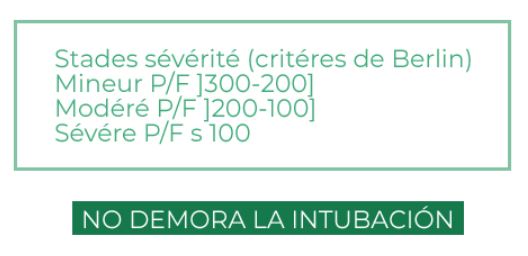 Stades sévérité (critéres de Berlin)
Mineur P/F ]300-200]
Modéré P/F ]200-100]
Sévére P/F s 100
NO DEMORA LA INTUBACIÓN